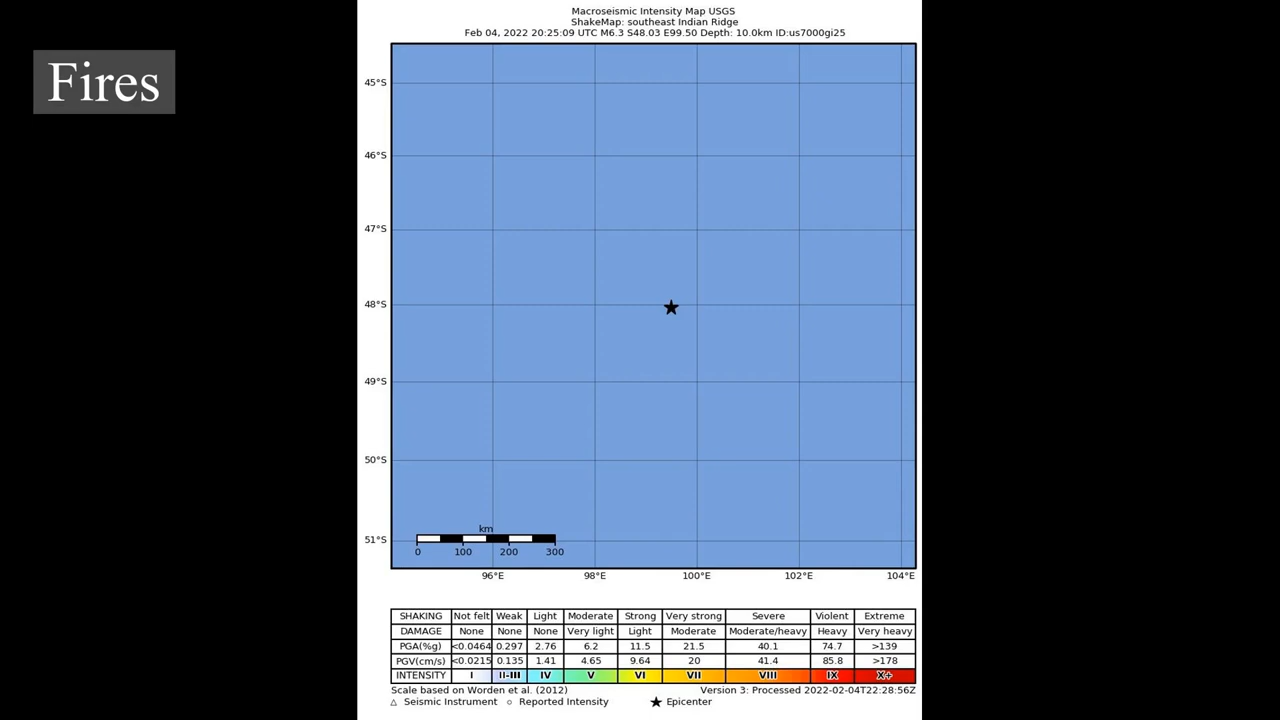 Fires
Macroseismic Intensity Map USGS
ShakeMap: southeast Indian Ridge
Feb 04, 2022 20:25:09 UTC M6.3 S48.03 E99.50 Depth: 10.0km ID:us7000gi25
45°S
46°S
47°S
48°S
49°S
50°S
51°S
km
0 100 200 300
96°E 98°E 100°E 102°E 104°E
SHAKING Not felt Weak Light Moderate Strong Very strong Severe Violent Extreme
DAMAGE None None None Very light Light Moderate Moderate/heavy Heavy Very heavy
PGA(%g) <0.0464 0.297 2.76 6.2 11.5 21.5 40.1 74.7 >139
PGV(cm/s) <0.0215 0.135 1.41 4.65 9.64 20 41.4 85.8 >178
INTENSITY I II-III IV V VI VII VIII IX X+
Scale based on Worden et al. (2012) Version 3: Processed 2022-02-04T22:28:56Z
△ Seismic Instrument ○ Reported Intensity ★ Epicenter